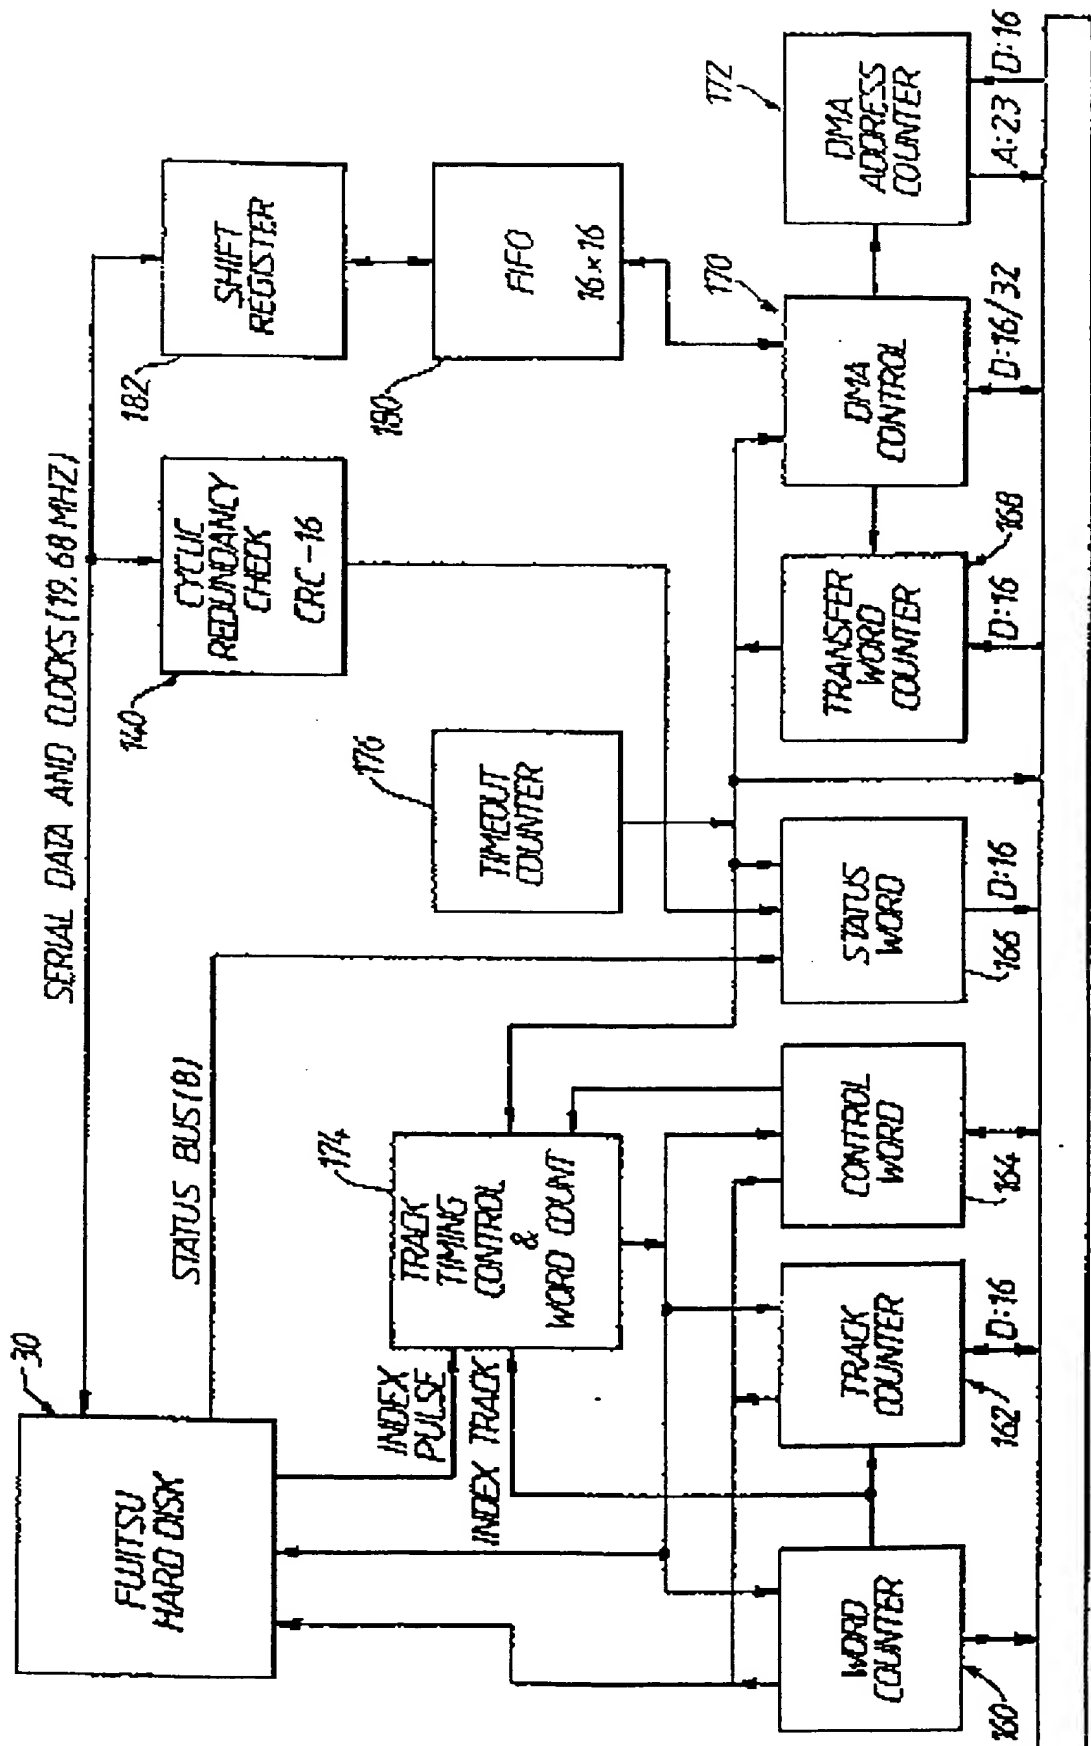 SERIAL DATA AND CLOCKS (19.68 MHZ)
30
FUJITSU
HARD DISK
STATUS BUS (8)
INDEX
PULSE
INDEX TRACK
174
TRACK
TIMING
CONTROL
&
WORD COUNT
176
TIMEOUT
COUNTER
140
CYCLIC
REDUNDANCY
CHECK
CRC-16
182
SHIFT
REGISTER
180
FIFO
16×16
WORD
COUNTER
160
TRACK
COUNTER
162
D:16
CONTROL
WORD
164
STATUS
WORD
166
D:16
TRANSFER
WORD
COUNTER
168
D:16
170
DMA
CONTROL
D:16/32
172
DMA
ADDRESS
COUNTER
A:23
D:16